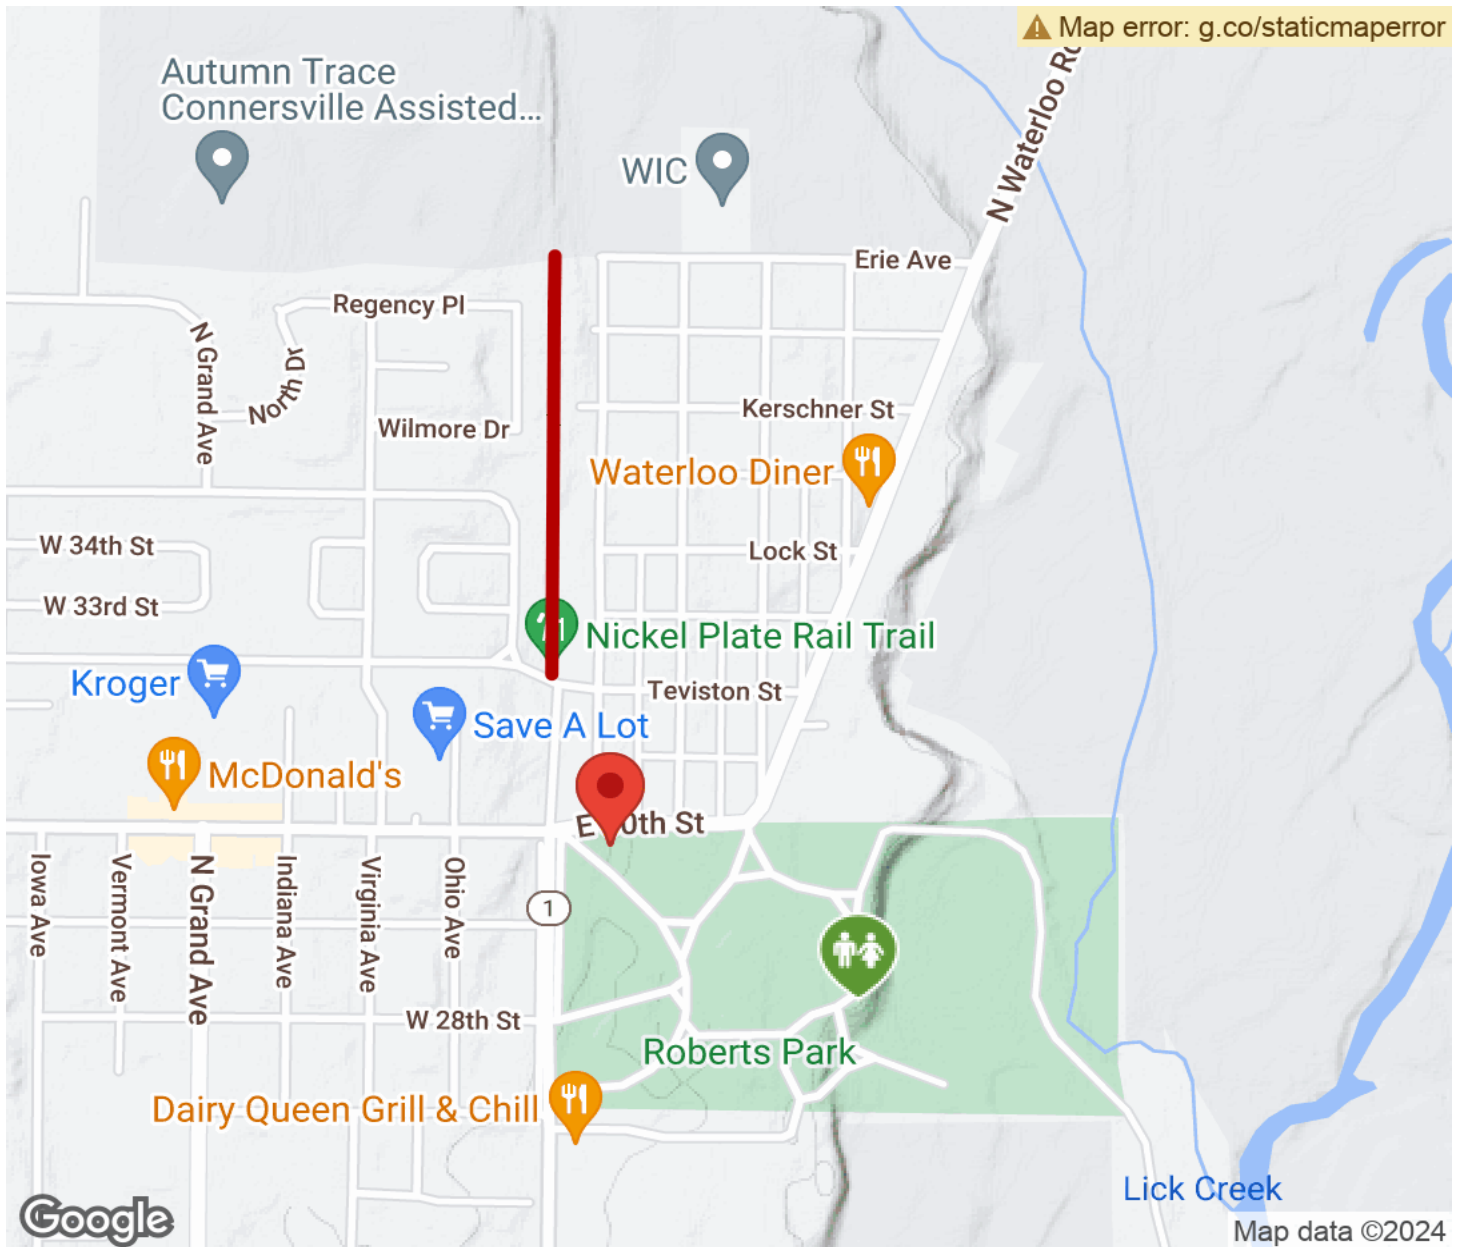 Map error: g.co/staticmaperror
Autumn Trace
Connersville Assisted...
WIC
N Waterloo Rd
Erie Ave
Regency Pl
N Grand Ave
North Dr
Kerschner St
Wilmore Dr
Waterloo Diner
W 34th St
Lock St
W 33rd St
Nickel Plate Rail Trail
Kroger
Teviston St
Save A Lot
McDonald's
E 30th St
Iowa Ave
Vermont Ave
N Grand Ave
Indiana Ave
Virginia Ave
Ohio Ave
1
W 28th St
Roberts Park
Dairy Queen Grill & Chill
Lick Creek
Google
Map data ©2024